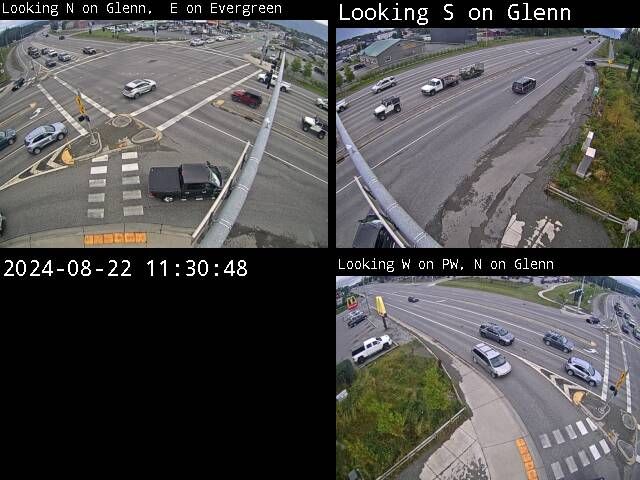 Looking N on Glenn, E on Evergreen
Looking S on Glenn
2024-08-22 11:30:48
Looking W on PW, N on Glenn